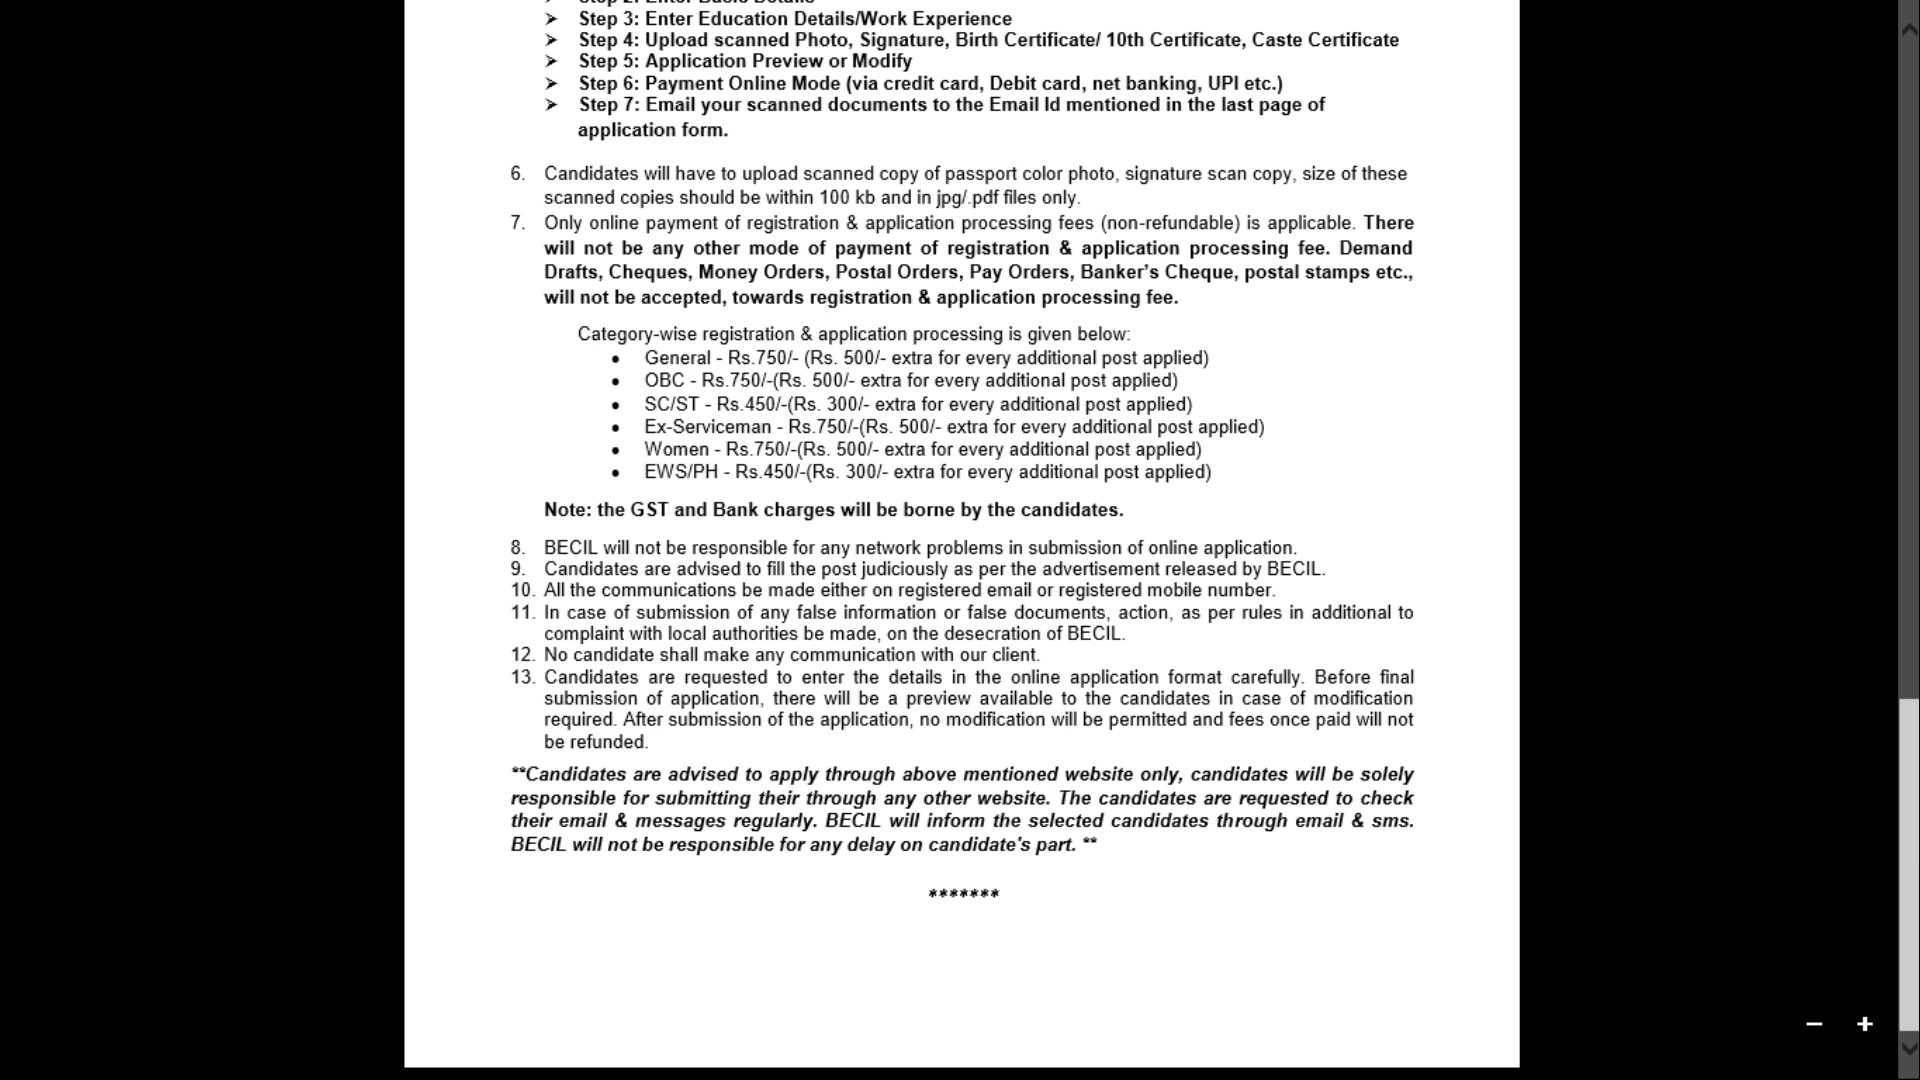 ➤ Step 2: Enter Basic Details
➤ Step 3: Enter Education Details/Work Experience
➤ Step 4: Upload scanned Photo, Signature, Birth Certificate/ 10th Certificate, Caste Certificate
➤ Step 5: Application Preview or Modify
➤ Step 6: Payment Online Mode (via credit card, Debit card, net banking, UPI etc.)
➤ Step 7: Email your scanned documents to the Email Id mentioned in the last page of
application form.
6. Candidates will have to upload scanned copy of passport color photo, signature scan copy, size of these
scanned copies should be within 100 kb and in jpg/.pdf files only.
7. Only online payment of registration & application processing fees (non-refundable) is applicable. There
will not be any other mode of payment of registration & application processing fee. Demand
Drafts, Cheques, Money Orders, Postal Orders, Pay Orders, Banker’s Cheque, postal stamps etc.,
will not be accepted, towards registration & application processing fee.
Category-wise registration & application processing is given below:
• General - Rs.750/- (Rs. 500/- extra for every additional post applied)
• OBC - Rs.750/-(Rs. 500/- extra for every additional post applied)
• SC/ST - Rs.450/-(Rs. 300/- extra for every additional post applied)
• Ex-Serviceman - Rs.750/-(Rs. 500/- extra for every additional post applied)
• Women - Rs.750/-(Rs. 500/- extra for every additional post applied)
• EWS/PH - Rs.450/-(Rs. 300/- extra for every additional post applied)
Note: the GST and Bank charges will be borne by the candidates.
8. BECIL will not be responsible for any network problems in submission of online application.
9. Candidates are advised to fill the post judiciously as per the advertisement released by BECIL.
10. All the communications be made either on registered email or registered mobile number.
11. In case of submission of any false information or false documents, action, as per rules in additional to
complaint with local authorities be made, on the desecration of BECIL.
12. No candidate shall make any communication with our client.
13. Candidates are requested to enter the details in the online application format carefully. Before final
submission of application, there will be a preview available to the candidates in case of modification
required. After submission of the application, no modification will be permitted and fees once paid will not
be refunded.
**Candidates are advised to apply through above mentioned website only, candidates will be solely
responsible for submitting their through any other website. The candidates are requested to check
their email & messages regularly. BECIL will inform the selected candidates through email & sms.
BECIL will not be responsible for any delay on candidate's part. **
*******